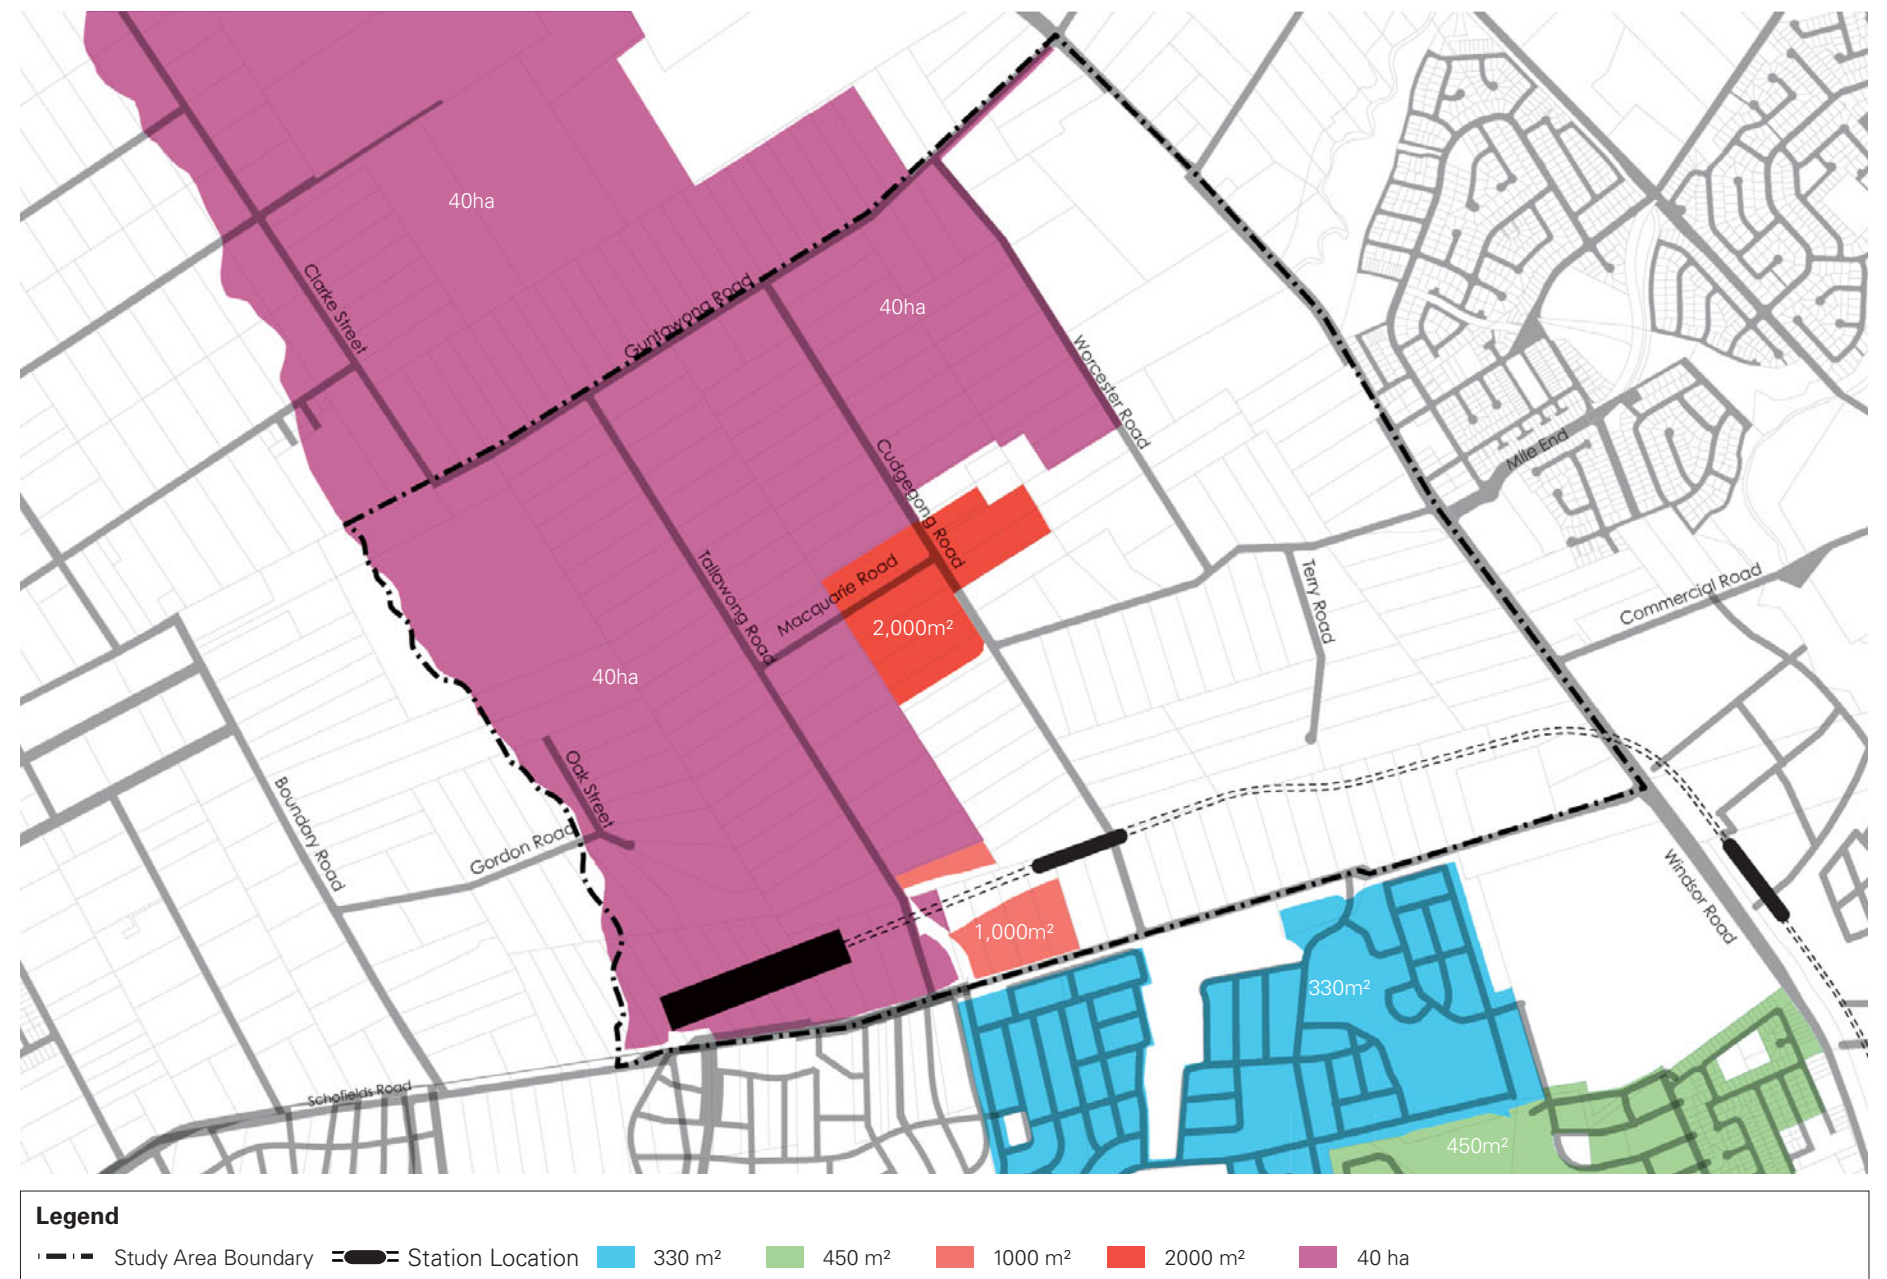 40ha
Clarke Street
Guntawong Road
40ha
Worcester Road
Cudgegong Road
Mile End
Tallawong Road
Macquarie Road
Terry Road
Commercial Road
2,000m²
40ha
Oak Street
Boundary Road
Gordon Road
Windsor Road
1,000m²
330m²
Schofields Road
450m²
Legend
Study Area Boundary
Station Location
330 m²
450 m²
1000 m²
2000 m²
40 ha